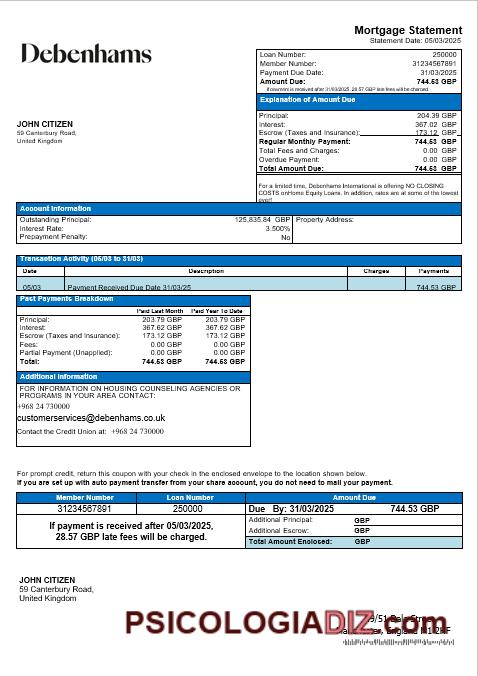 Mortgage Statement
Statement Date: 05/03/2025
Debenhams
Loan Number: 250000
Member Number: 31234567891
Payment Due Date: 31/03/2025
Amount Due: 744.53 GBP
If payment is received after 31/03/2025, 28.57 GBP late fees will be charged.
Explanation of Amount Due
JOHN CITIZEN
59 Canterbury Road,
United Kingdom
Principal: 204.39 GBP
Interest: 367.02 GBP
Escrow (Taxes and Insurance): 173.12 GBP
Regular Monthly Payment: 744.53 GBP
Total Fees and Charges: 0.00 GBP
Overdue Payment: 0.00 GBP
Total Amount Due: 744.53 GBP
For a limited time, Debenhams International is offering NO CLOSING
COSTS onHome Equity Loans. In addition, rates are at some of the lowest
ever!
Account Information
Outstanding Principal: 125,835.84 GBP Property Address:
Interest Rate: 3.500%
Prepayment Penalty: No
Transaction Activity (05/03 to 31/03)
Date Description Charges Payments
05/03 Payment Received Due Date 31/03/25 744.53 GBP
Past Payments Breakdown
Paid Last Month Paid Year To Date
Principal: 203.79 GBP 203.79 GBP
Interest: 367.62 GBP 367.62 GBP
Escrow (Taxes and Insurance): 173.12 GBP 173.12 GBP
Fees: 0.00 GBP 0.00 GBP
Partial Payment (Unapplied): 0.00 GBP 0.00 GBP
Total: 744.53 GBP 744.53 GBP
Additional Information
FOR INFORMATION ON HOUSING COUNSELING AGENCIES OR
PROGRAMS IN YOUR AREA CONTACT:
+968 24 730000
customerservices@debenhams.co.uk
Contact the Credit Union at: +968 24 730000
For prompt credit, return this coupon with your check in the enclosed envelope to the location shown below.
If you are set up with auto payment transfer from your share account, you do not need to mail your payment.
Member Number Loan Number Amount Due
31234567891 250000 Due By: 31/03/2025 744.53 GBP
If payment is received after 05/03/2025,
28.57 GBP late fees will be charged.
Additional Principal: GBP
Additional Escrow: GBP
Total Amount Enclosed: GBP
JOHN CITIZEN
59 Canterbury Road,
United Kingdom
PSICOLOGIADIZ.com
England